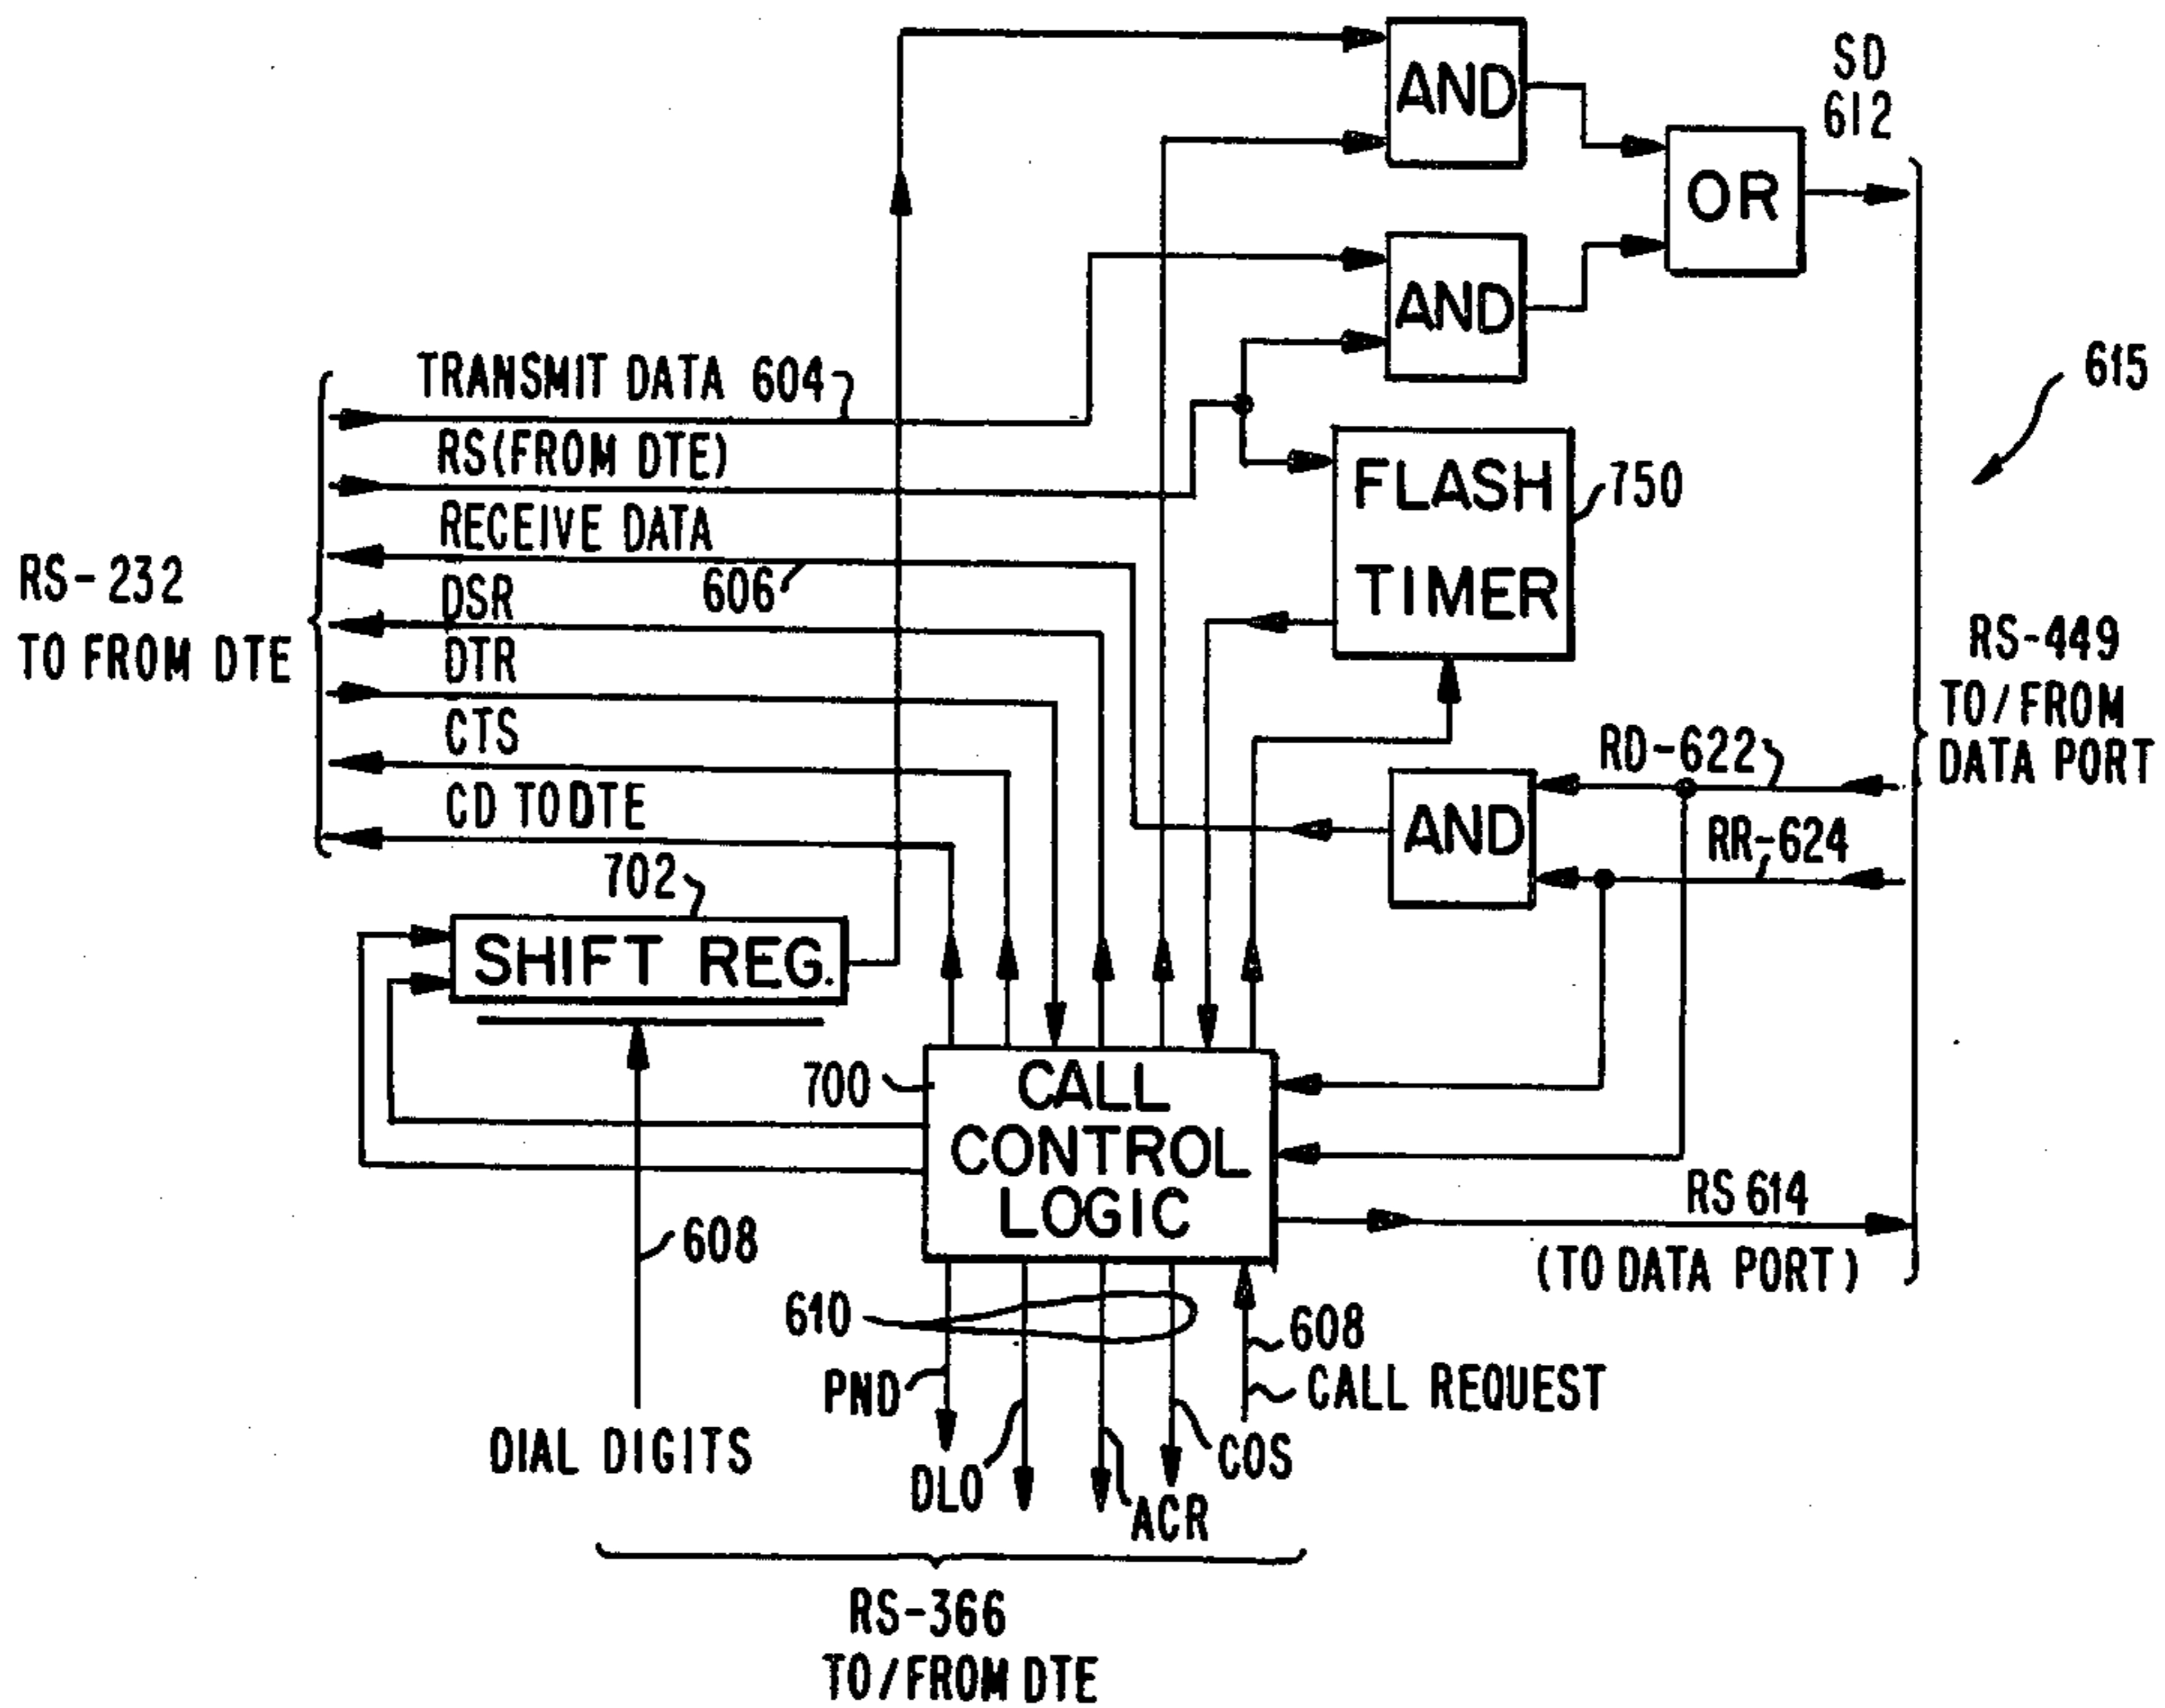 AND
SD
612
OR
AND
TRANSMIT DATA 604
RS(FROM DTE)
RECEIVE DATA
606
DSR
DTR
CTS
CD TO DTE
RS-232
TO FROM DTE
FLASH
TIMER
750
615
RS-449
TO/FROM
DATA PORT
RD-622
RR-624
AND
702
SHIFT REG.
700
CALL
CONTROL
LOGIC
RS 614
(TO DATA PORT)
608
DIAL DIGITS
610
PND
DLO
ACR
COS
608
CALL REQUEST
RS-366
TO/FROM DTE